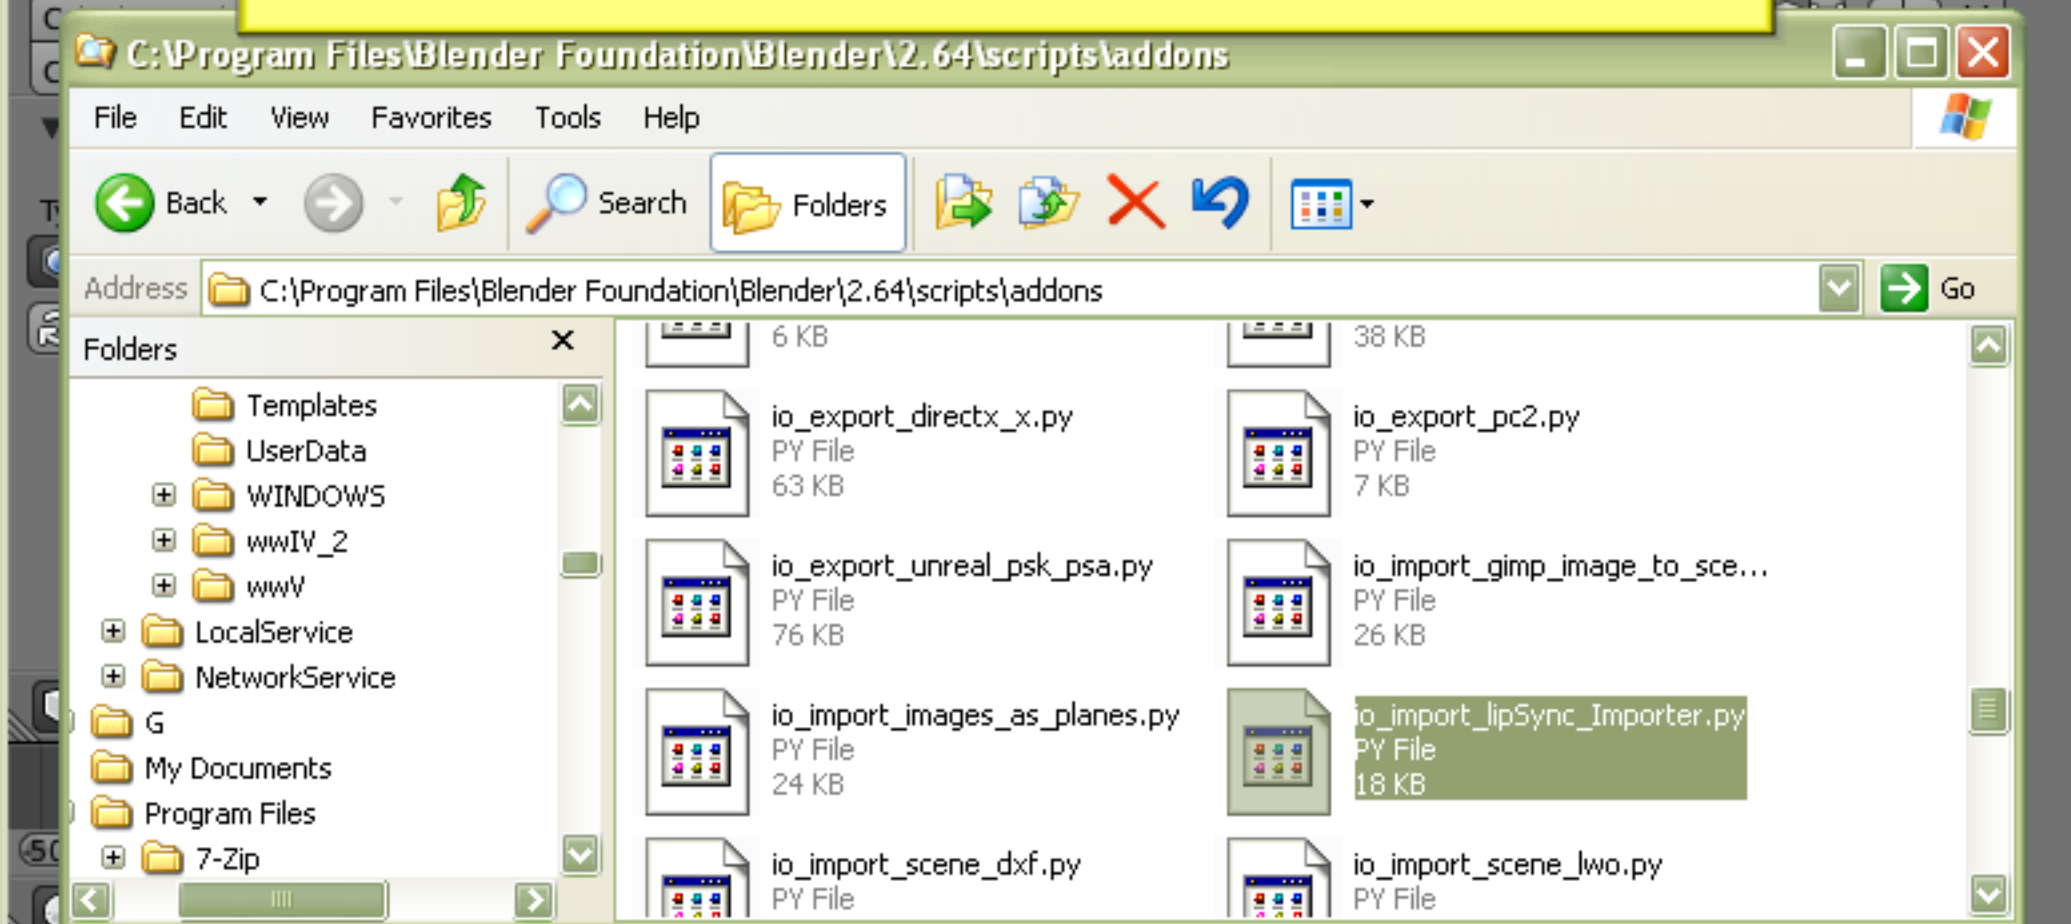 C:\Program Files\Blender Foundation\Blender\2.64\scripts\addons
File Edit View Favorites Tools Help
Back Search Folders
Address C:\Program Files\Blender Foundation\Blender\2.64\scripts\addons Go
Folders
Templates
UserData
WINDOWS
wwIV_2
wwV
LocalService
NetworkService
G
My Documents
Program Files
7-Zip
6 KB
38 KB
io_export_directx_x.py
PY File
63 KB
io_export_pc2.py
PY File
7 KB
io_export_unreal_psk_psa.py
PY File
76 KB
io_import_gimp_image_to_sce...
PY File
26 KB
io_import_images_as_planes.py
PY File
24 KB
io_import_lipSync_Importer.py
PY File
18 KB
io_import_scene_dxf.py
PY File
io_import_scene_lwo.py
PY File